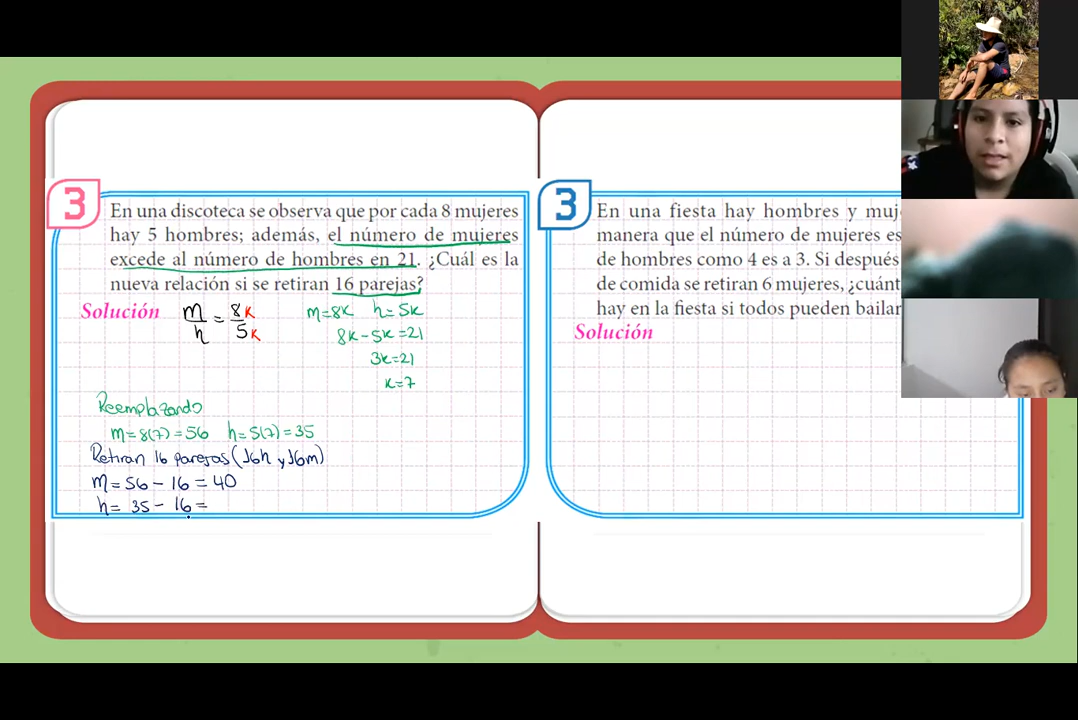 3
En una discoteca se observa que por cada 8 mujeres
hay 5 hombres; además, el número de mujeres
excede al número de hombres en 21. ¿Cuál es la
nueva relación si se retiran 16 parejas?
Solución
m/h = 8K/5K
m=8K h=5K
8K-5K=21
3K=21
K=7
Reemplazando
m=8(7)=56 h=5(7)=35
Retiran 16 parejas (16h y 16m)
m=56-16=40
h=35-16=
3
En una fiesta hay hombres y muj
manera que el número de mujeres es
de hombres como 4 es a 3. Si después
de comida se retiran 6 mujeres, ¿cuánt
hay en la fiesta si todos pueden bailar
Solución